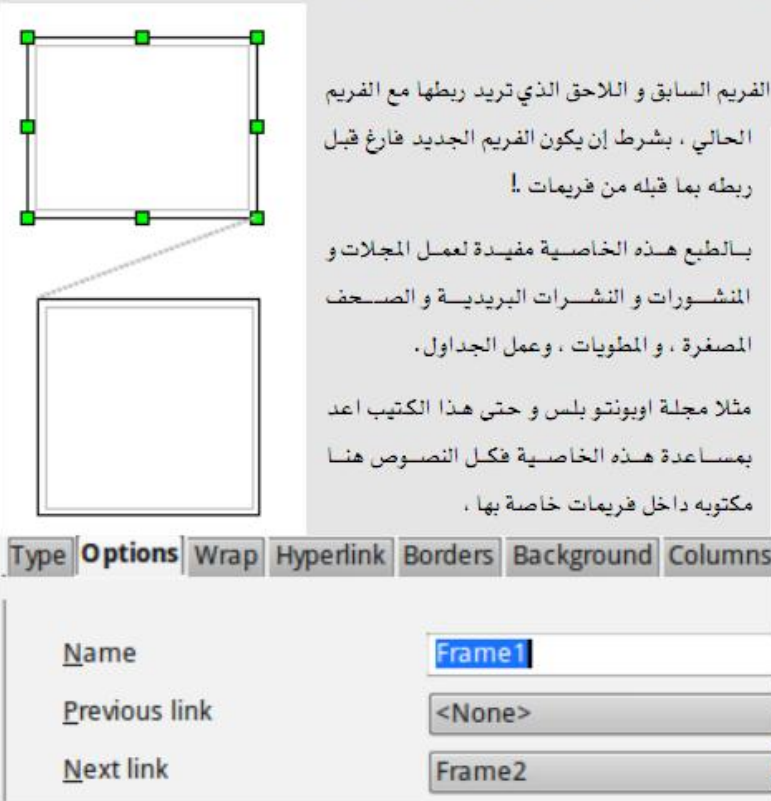 الفريم السابق و اللاحق الذي تريد ربطها مع الفريم
الحالي ، بشرط إن يكون الفريم الجديد فارغ قبل
ربطه بما قبله من فريمات .!
بالطبع هذه الخاصية مفيدة لعمل المجلات و
المنشورات و النشرات البريدية و الصحف
المصغرة ، و المطويات ، وعمل الجداول.
مثلا مجلة اوبونتو بلس و حتى هذا الكتيب اعد
بمساعدة هذه الخاصية فكل النصوص هنا
مكتوبه داخل فريمات خاصة بها ،
Type Options Wrap Hyperlink Borders Background Columns
Name Frame1
Previous link <None>
Next link Frame2